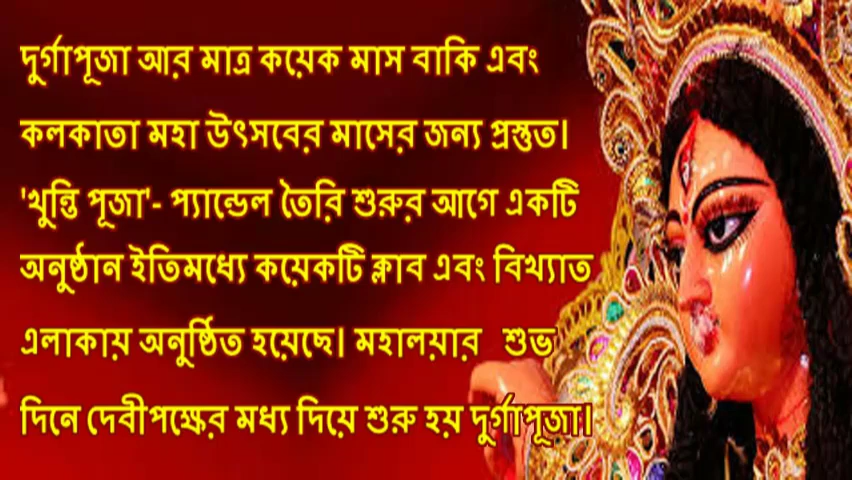 দুর্গাপূজা আর মাত্র কয়েক মাস বাকি এবং
কলকাতা মহা উৎসবের মাসের জন্য প্রস্তুত।
'খুন্তি পূজা'- প্যান্ডেল তৈরি শুরুর আগে একটি
অনুষ্ঠান ইতিমধ্যে কয়েকটি ক্লাব এবং বিখ্যাত
এলাকায় অনুষ্ঠিত হয়েছে। মহালয়ার শুভ
দিনে দেবীপক্ষের মধ্য দিয়ে শুরু হয় দুর্গাপূজা।